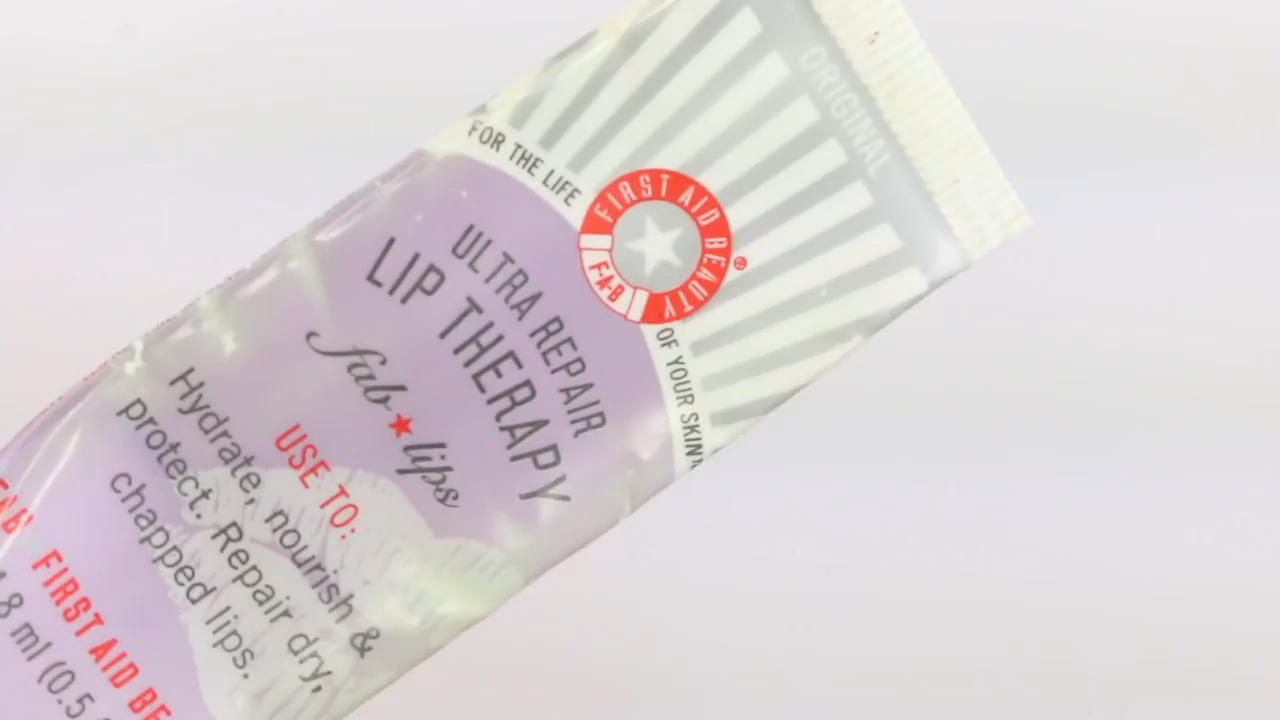 ORIGINAL
FOR THE LIFE
FIRST AID BEAUTY
F·A·B
®
OF YOUR SKIN
ULTRA REPAIR
LIP THERAPY
fab lips
USE TO:
Hydrate, nourish &
protect. Repair dry,
chapped lips.
FAB FIRST AID BE
8 ml (0.5